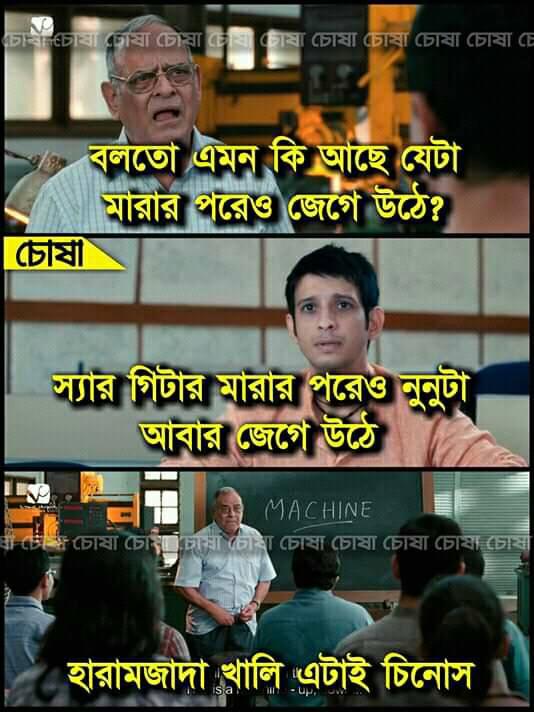 চোষা চোষা চোষা চোষা চোষা চোষা চোষা চোষা চোষা চোষা
বলতো এমন কি আছে যেটা
মারার পরেও জেগে উঠে?
চোষা
স্যার গিটার মারার পরেও নুনুটা
আবার জেগে উঠে
MACHINE
চোষা চোষা চোষা চোষা চোষা চোষা চোষা চোষা চোষা
হারামজাদা খালি এটাই চিনোস